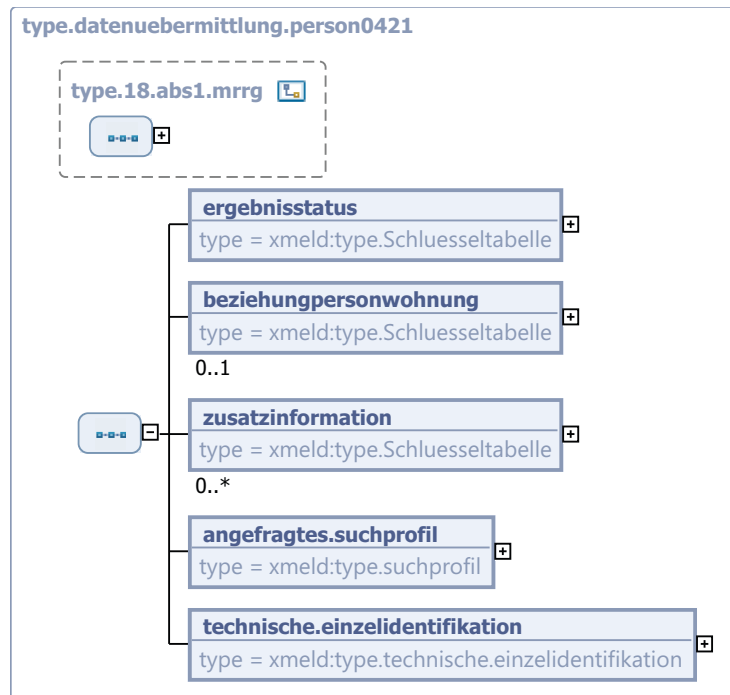 type.datenuebermittlung.person0421
type.18.abs1.mrrg
ergebnisstatus
type = xmeld:type.Schluesseltabelle
beziehungpersonwohnung
type = xmeld:type.Schluesseltabelle
0..1
zusatzinformation
type = xmeld:type.Schluesseltabelle
0..*
angefragtes.suchprofil
type = xmeld:type.suchprofil
technische.einzelidentifikation
type = xmeld:type.technische.einzelidentifikation